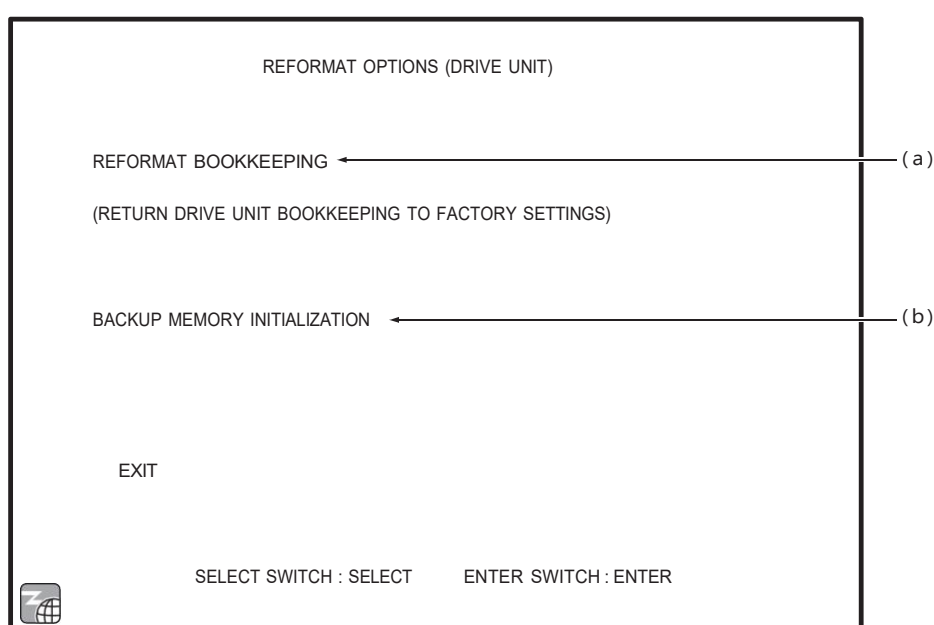 REFORMAT OPTIONS (DRIVE UNIT)
REFORMAT BOOKKEEPING (a)
(RETURN DRIVE UNIT BOOKKEEPING TO FACTORY SETTINGS)
BACKUP MEMORY INITIALIZATION (b)
EXIT
SELECT SWITCH : SELECT ENTER SWITCH : ENTER